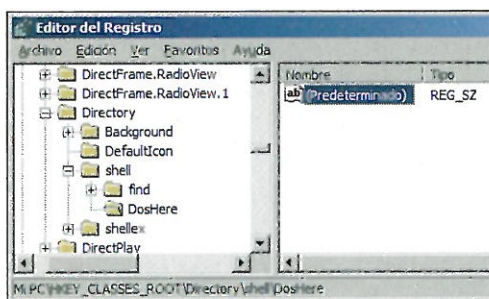 Editor del Registro
Archivo Edición Ver Favoritos Ayuda
DirectFrame.RadioView
DirectFrame.RadioView.1
Directory
Background
DefaultIcon
shell
find
DosHere
shellex
DirectPlay
Nombre Tipo
ab (Predeterminado) REG_SZ
Mi PC\HKEY_CLASSES_ROOT\Directory\shell\DosHere